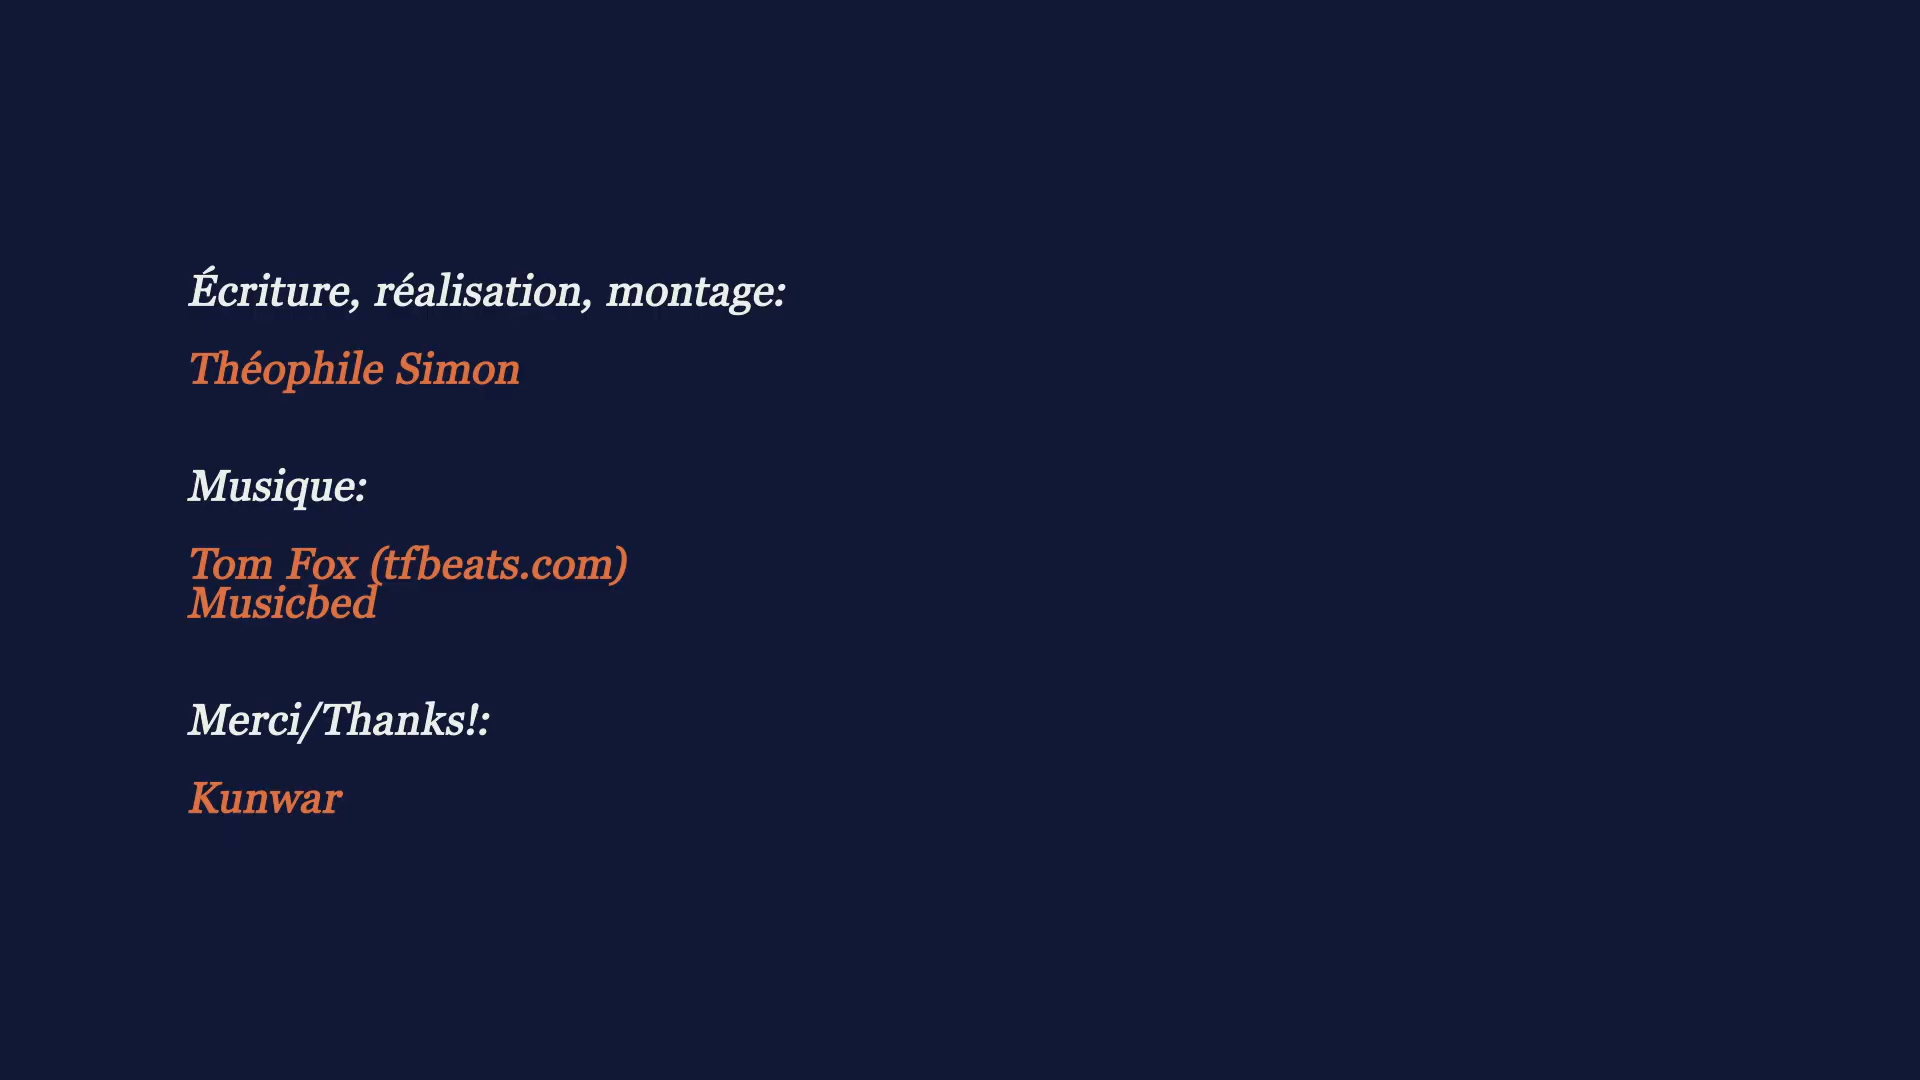 Écriture, réalisation, montage:
Théophile Simon
Musique:
Tom Fox (tfbeats.com)
Musicbed
Merci/Thanks!:
Kunwar